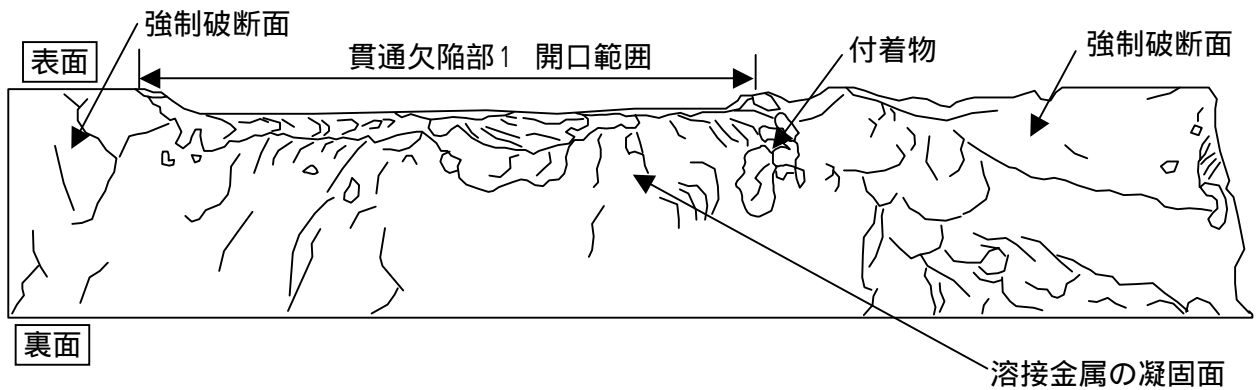 強制破断面
表面
貫通欠陥部1 開口範囲
付着物
強制破断面
裏面
溶接金属の凝固面